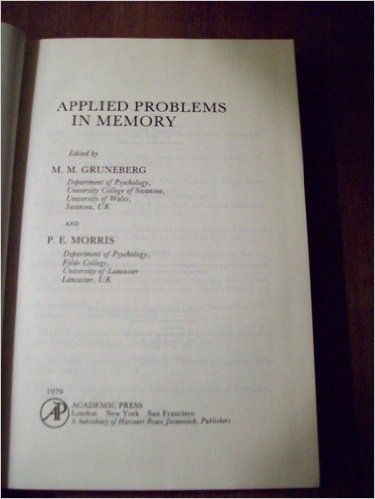 APPLIED PROBLEMS
IN MEMORY
Edited by
M. M. GRUNEBERG
Department of Psychology,
University College of Swansea,
University of Wales,
Swansea, UK
AND
P. E. MORRIS
Department of Psychology,
Fylde College,
University of Lancaster
Lancaster, UK
1979
AP
ACADEMIC PRESS
London New York San Francisco
A Subsidiary of Harcourt Brace Jovanovich, Publishers